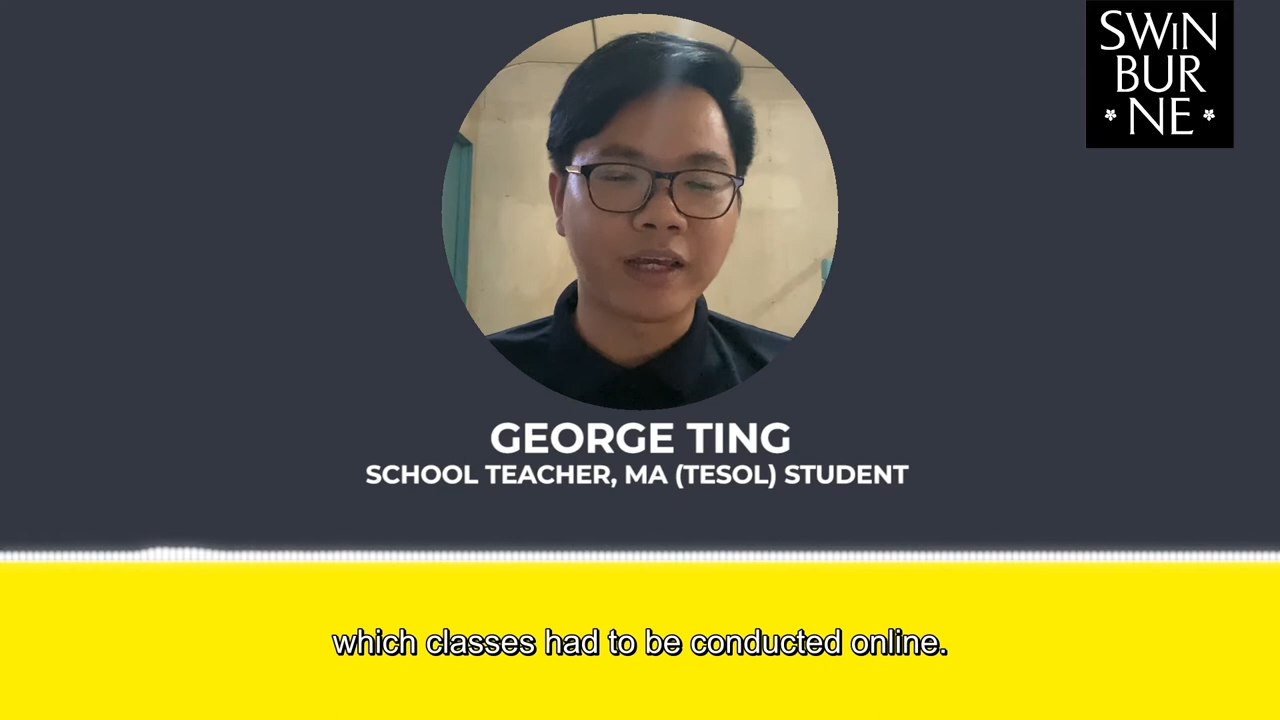 SWIN
BUR
NE
GEORGE TING
SCHOOL TEACHER, MA (TESOL) STUDENT
which classes had to be conducted online.